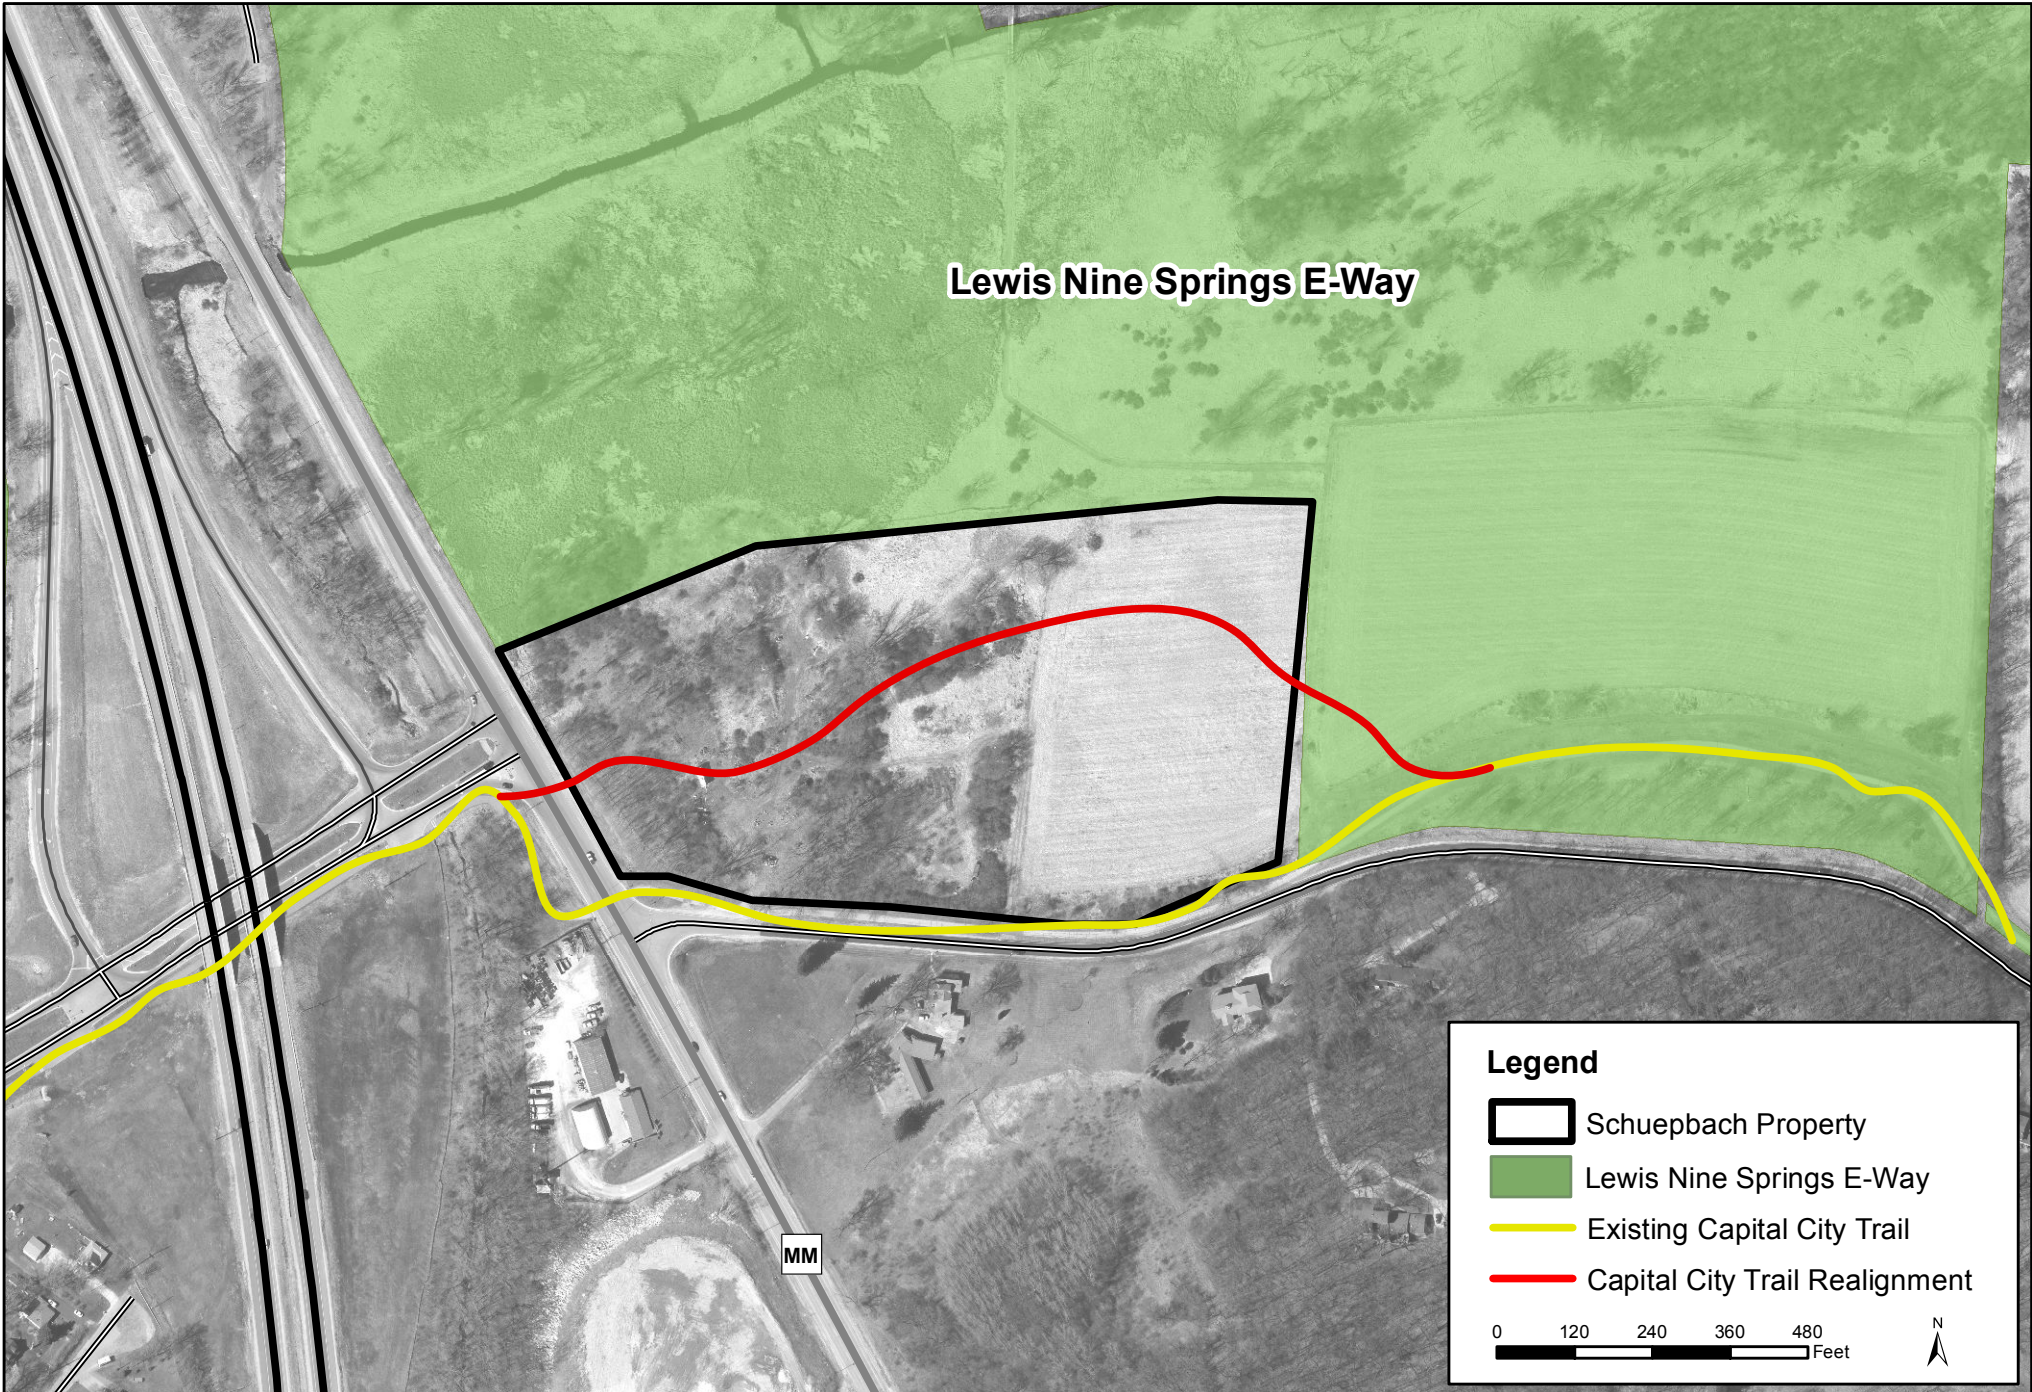 Lewis Nine Springs E-Way
MM
Legend
Schuepbach Property
Lewis Nine Springs E-Way
Existing Capital City Trail
Capital City Trail Realignment
0 120 240 360 480
Feet
N